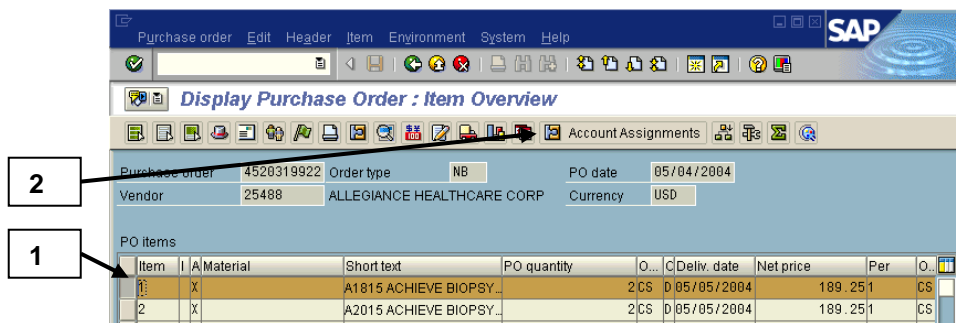 SAP
Purchase order Edit Header Item Environment System Help
Display Purchase Order : Item Overview
Account Assignments
2
Purchase order 4520319922 Order type NB PO date 05/04/2004
Vendor 25488 ALLEGIANCE HEALTHCARE CORP Currency USD
1
PO items
Item I A Material Short text PO quantity O... C Deliv. date Net price Per O..
1 X A1815 ACHIEVE BIOPSY... 2 CS D 05/05/2004 189.25 1 CS
2 X A2015 ACHIEVE BIOPSY... 2 CS D 05/05/2004 189.25 1 CS